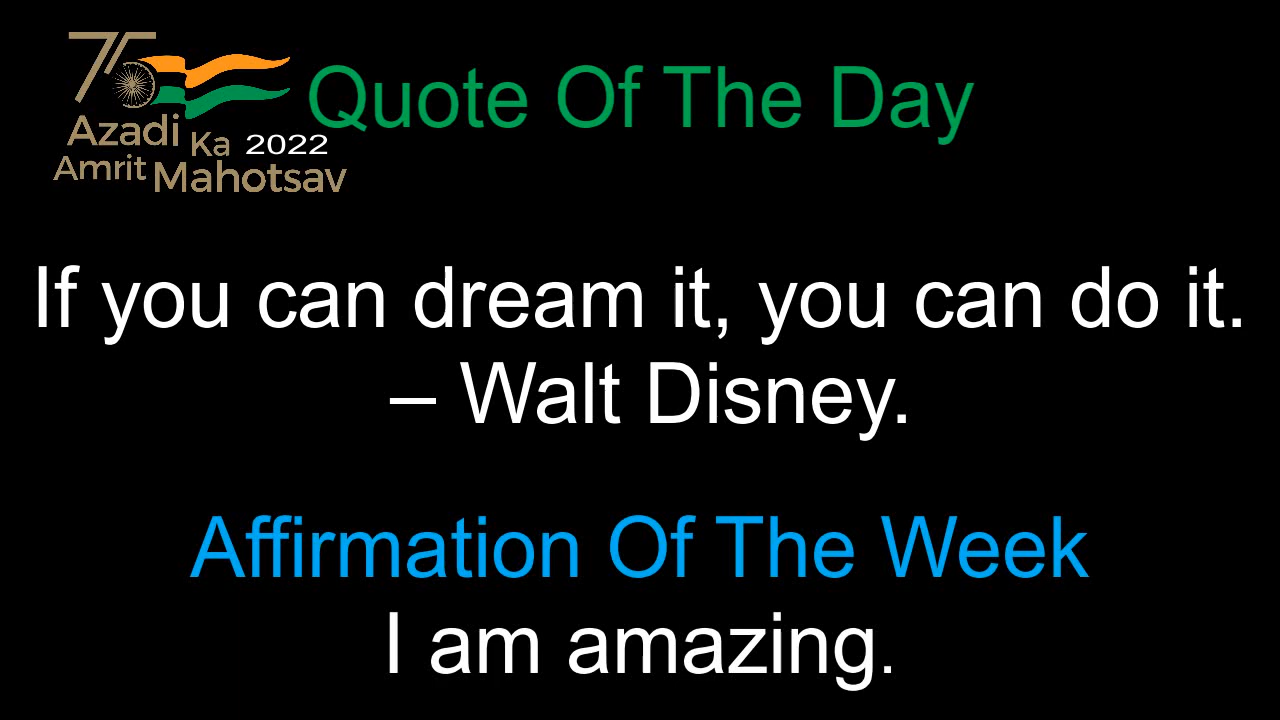 75
Azadi Ka 2022
Amrit Mahotsav
Quote Of The Day
If you can dream it, you can do it.
– Walt Disney.
Affirmation Of The Week
I am amazing.